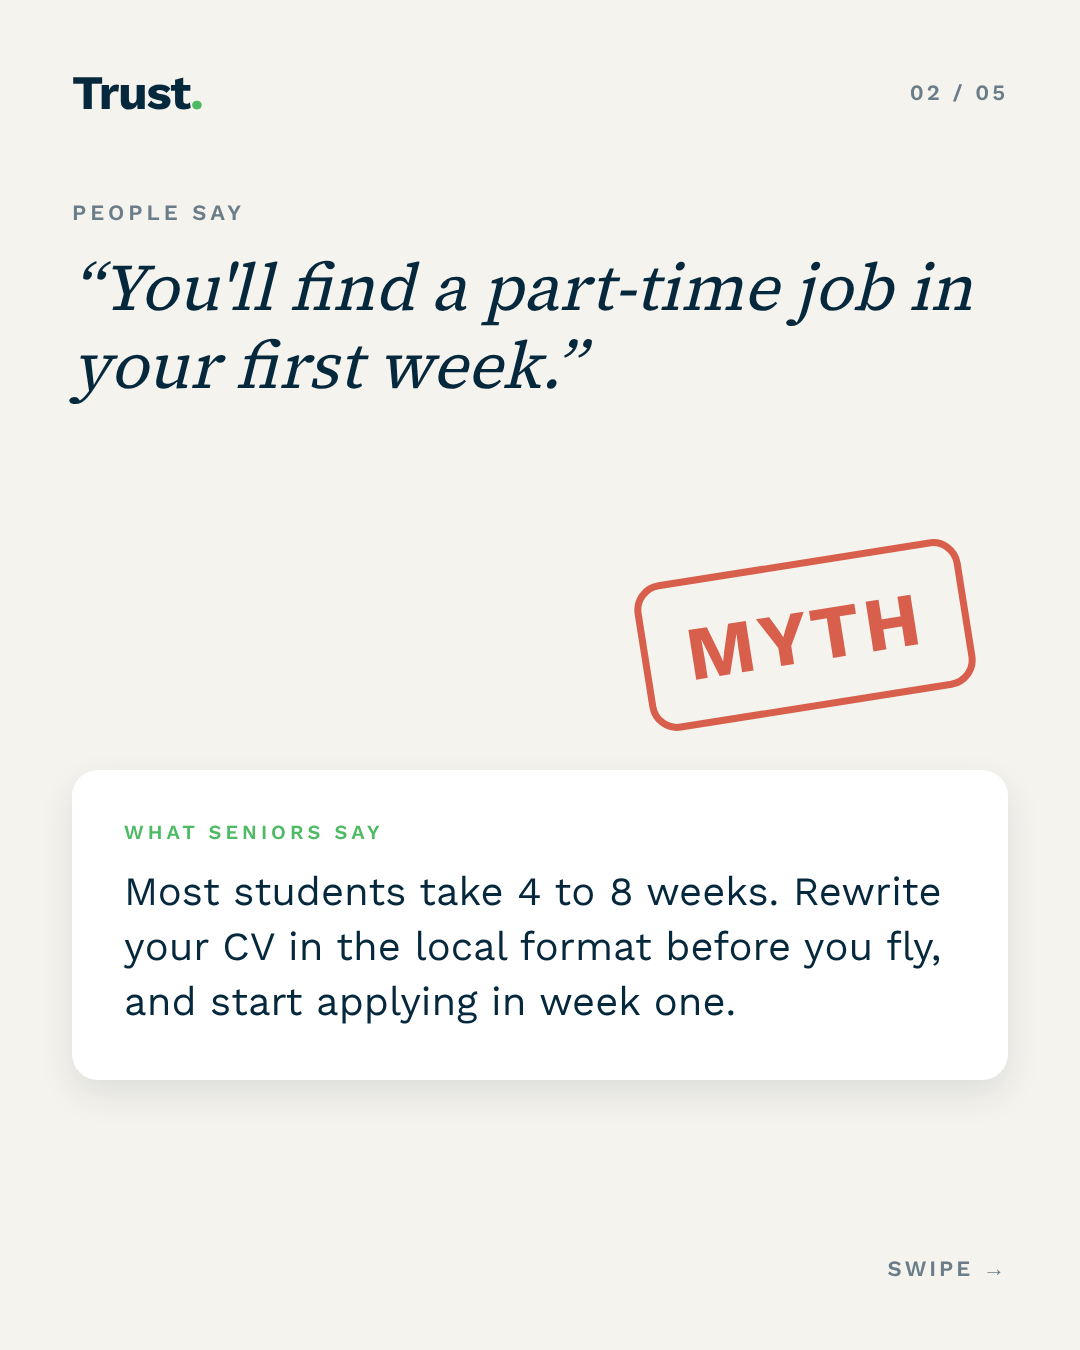 Trust.
02 / 05
PEOPLE SAY
“You'll find a part-time job in
your first week.”
MYTH
WHAT SENIORS SAY
Most students take 4 to 8 weeks. Rewrite
your CV in the local format before you fly,
and start applying in week one.
SWIPE →